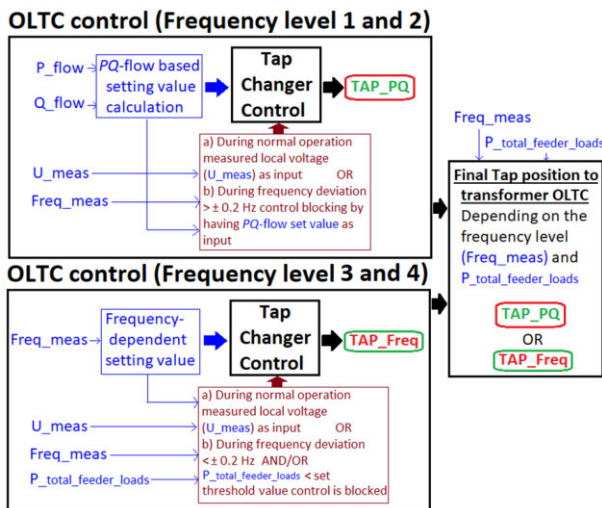 OLTC control (Frequency level 1 and 2)
P_flow
Q_flow
PQ-flow based
setting value
calculation
Tap
Changer
Control
TAP_PQ
U_meas
Freq_meas
a) During normal operation
measured local voltage
(U_meas) as input OR
b) During frequency deviation
> ± 0.2 Hz control blocking by
having PQ-flow set value as
input
OLTC control (Frequency level 3 and 4)
Freq_meas
Frequency-
dependent
setting value
Tap
Changer
Control
TAP_Freq
U_meas
Freq_meas
P_total_feeder_loads
a) During normal operation
measured local voltage
(U_meas) as input OR
b) During frequency deviation
< ± 0.2 Hz AND/OR
P_total_feeder_loads < set
threshold value control is blocked
Freq_meas
P_total_feeder_loads
Final Tap position to
transformer OLTC
Depending on the
frequency level
(Freq_meas) and
P_total_feeder_loads
TAP_PQ
OR
TAP_Freq